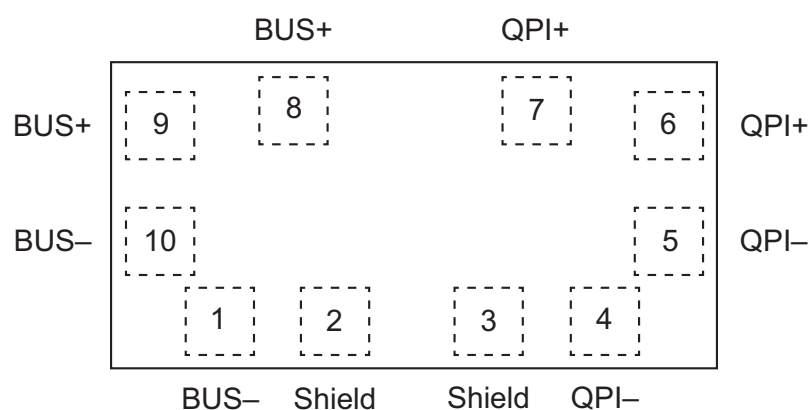 BUS+ QPI+
BUS+ 9 8 7 6 QPI+
BUS– 10 5 QPI–
1 2 3 4
BUS– Shield Shield QPI–